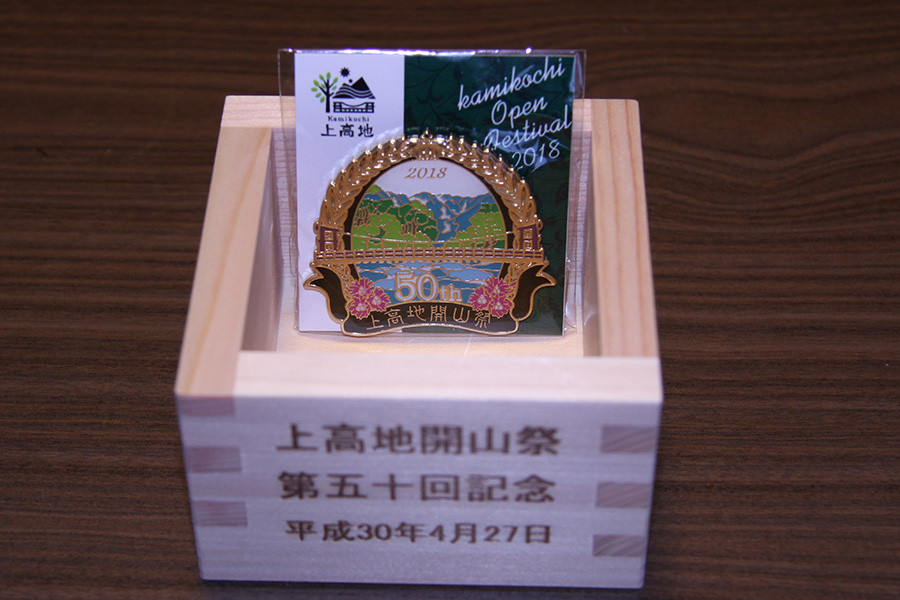 Kamikochi
上高地
kamikochi
Open
Festival
2018
2018
50th
上高地開山祭
上高地開山祭
第五十回記念
平成30年4月27日